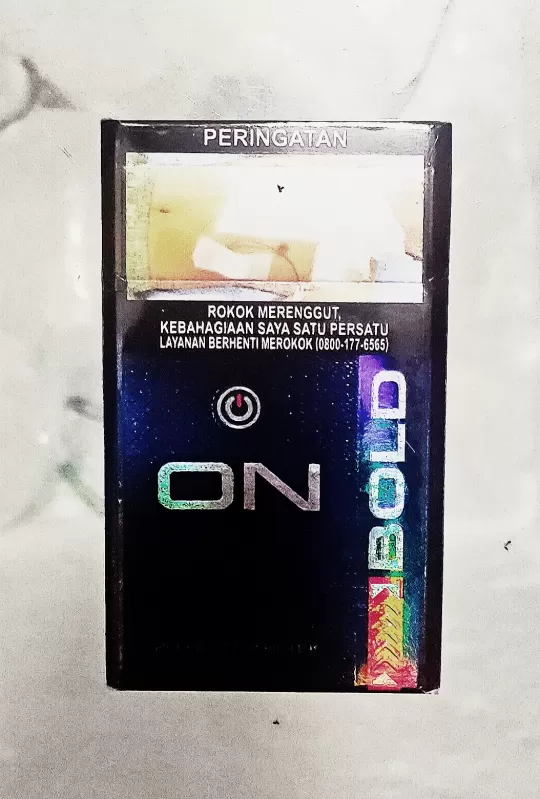 PERINGATAN
ROKOK MERENGGUT,
KEBAHAGIAAN SAYA SATU PERSATU
LAYANAN BERHENTI MEROKOK (0800-177-6565)
ON
BOLD